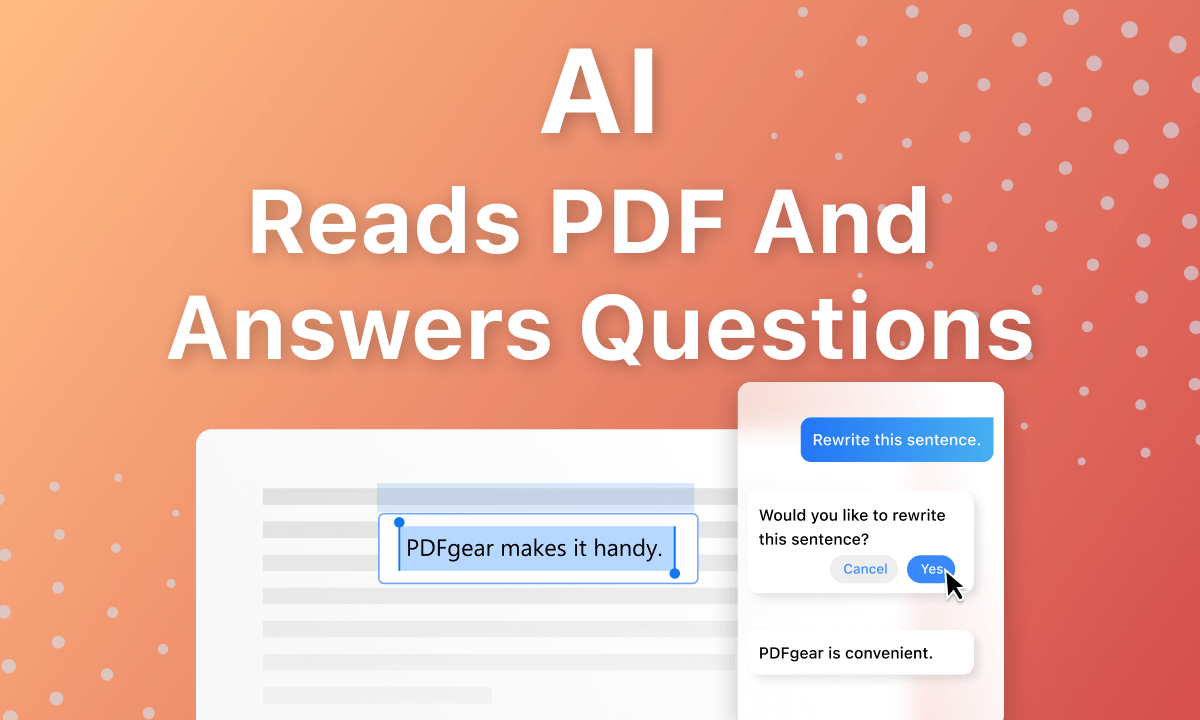 AI
Reads PDF And
Answers Questions
Rewrite this sentence.
PDFgear makes it handy.
Would you like to rewrite
this sentence?
Cancel
Yes
PDFgear is convenient.